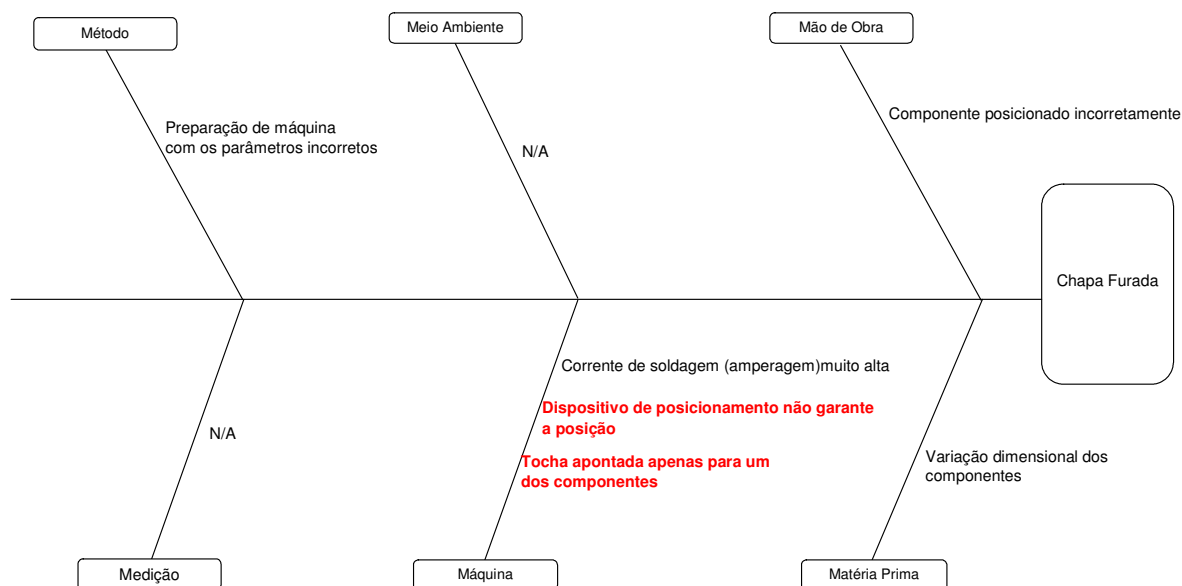 Método
Meio Ambiente
Mão de Obra
Preparação de máquina
com os parâmetros incorretos
N/A
Componente posicionado incorretamente
Chapa Furada
Corrente de soldagem (amperagem)muito alta
Dispositivo de posicionamento não garante
a posição
N/A
Tocha apontada apenas para um
dos componentes
Variação dimensional dos
componentes
Medição
Máquina
Matéria Prima